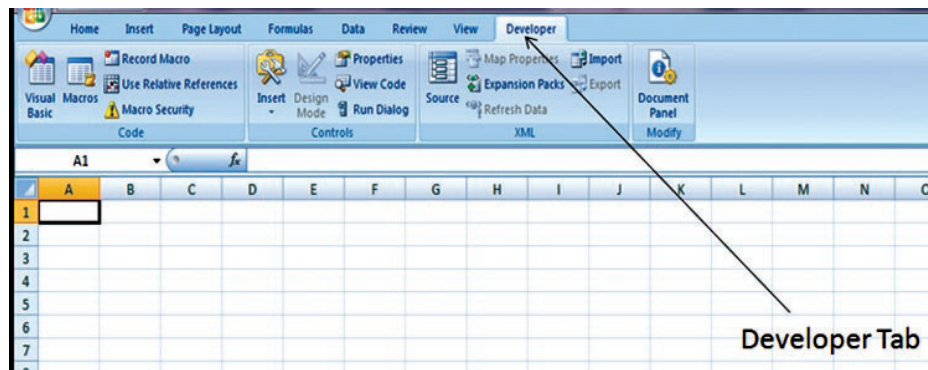 Home Insert Page Layout Formulas Data Review View Developer
Visual Basic
Macros
Record Macro
Use Relative References
Macro Security
Code
Insert
Design Mode
Properties
View Code
Run Dialog
Controls
Source
Map Properties
Expansion Packs
Refresh Data
Import
Export
XML
Document Panel
Modify
A1 fx
A B C D E F G H I J K L M N O
1
2
3
4
5
6
7
Developer Tab